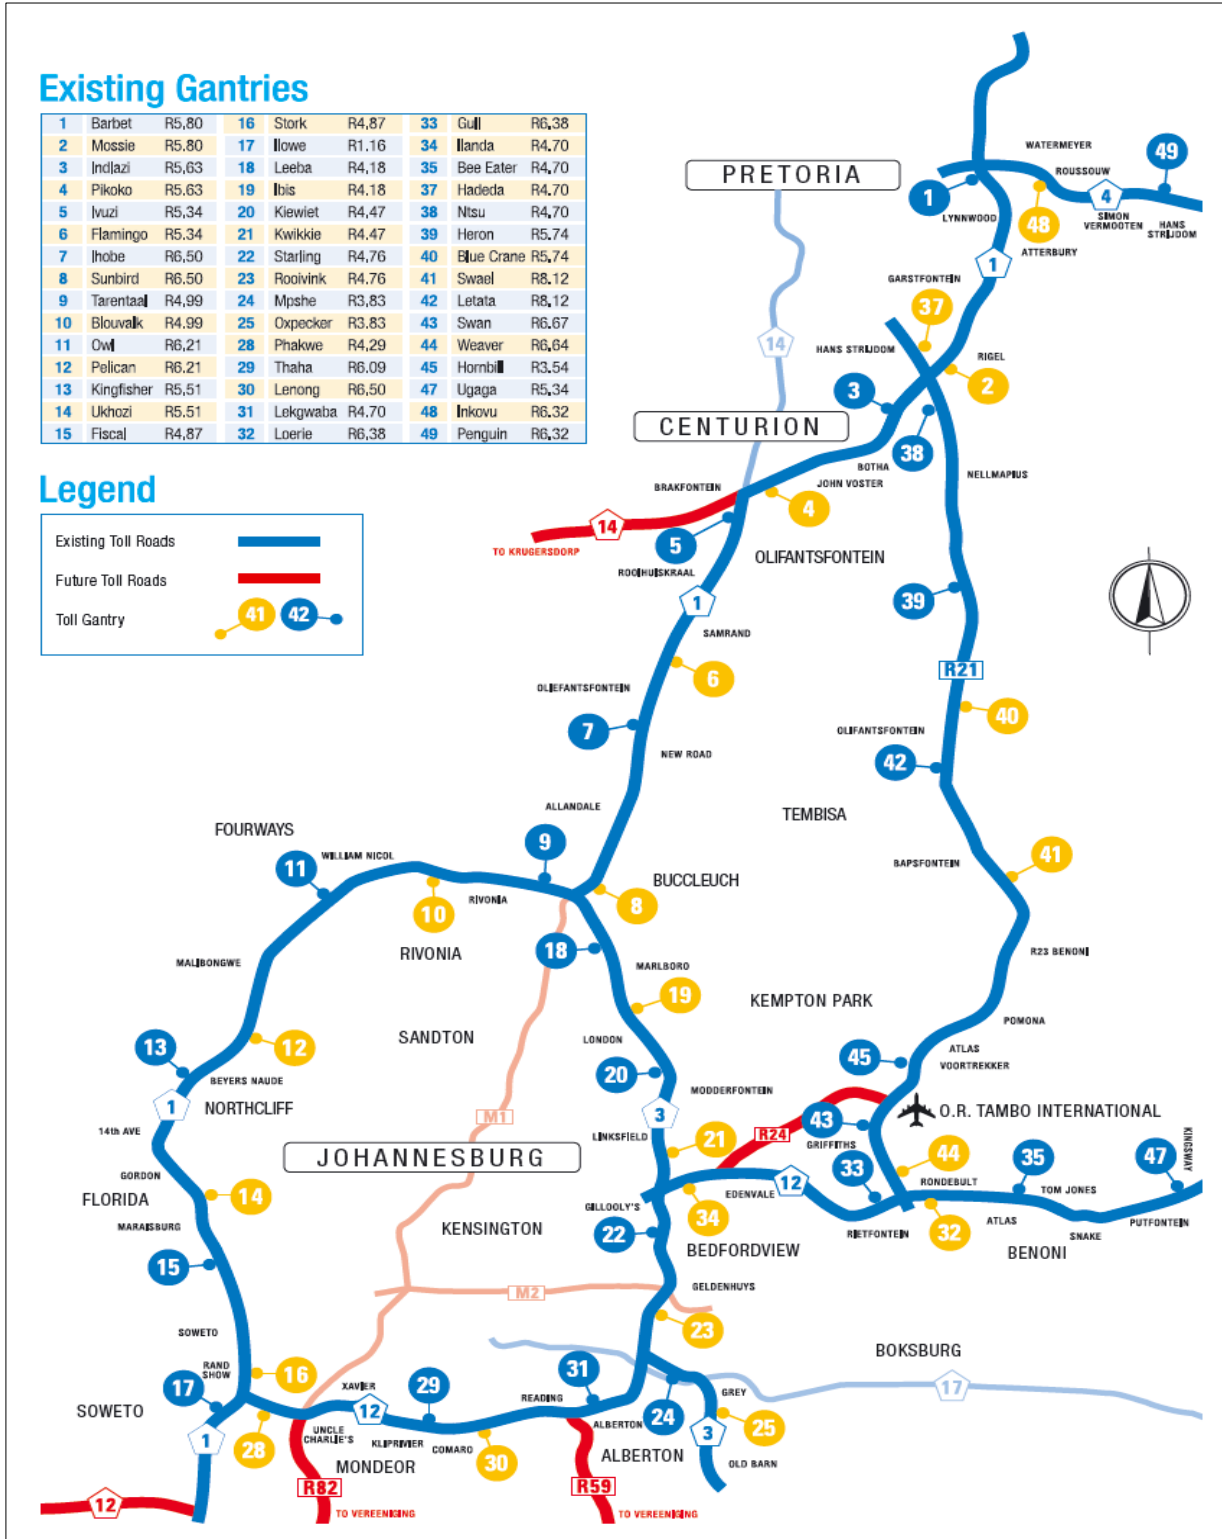 Existing Gantries
1 Barbet R5,80 16 Stork R4,87 33 Gull R6.38
2 Mossie R5.80 17 Ilowe R1.16 34 Ilanda R4.70
3 Indlazi R5,63 18 Leeba R4,18 35 Bee Eater R4,70
4 Pikoko R5.63 19 Ibis R4.18 37 Hadeda R4.70
5 Ivuzi R5,34 20 Kiewiet R4,47 38 Ntsu R4,70
6 Flamingo R5.34 21 Kwikkie R4.47 39 Heron R5.74
7 Ihobe R6,50 22 Starling R4,76 40 Blue Crane R5,74
8 Sunbird R6.50 23 Rooivink R4.76 41 Swael R8.12
9 Tarentaal R4,99 24 Mpshe R3,83 42 Letata R8,12
10 Blouvalk R4.99 25 Oxpecker R3.83 43 Swan R6.67
11 Owl R6,21 28 Phakwe R4,29 44 Weaver R6,64
12 Pelican R6.21 29 Thaha R6.09 45 Hornbill R3.54
13 Kingfisher R5,51 30 Lenong R6,50 47 Ugaga R5,34
14 Ukhozi R5.51 31 Lekgwaba R4.70 48 Inkovu R6.32
15 Fiscal R4,87 32 Loerie R6,38 49 Penguin R6,32
Legend
Existing Toll Roads
Future Toll Roads
Toll Gantry 41 42
WATERMEYER
49
PRETORIA
ROUSSOUW
1
4
LYNNWOOD
48
SIMON
VERMOOTEN
HANS
STRIJDOM
ATTERBURY
1
GARSTFONTEIN
37
14
HANS STRIJDOM
RIGEL
2
3
CENTURION
38
BOTHA
NELLMAPIUS
JOHN VOSTER
BRAKFONTEIN
4
14
TO KRUGERSDORP
5
OLIFANTSFONTEIN
ROOIHUISKRAAL
1
39
SAMRAND
R21
6
OLIEFANTSFONTEIN
40
7
OLIFANTSFONTEIN
NEW ROAD
42
ALLANDALE
TEMBISA
FOURWAYS
9
WILLIAM NICOL
41
BAPSFONTEIN
11
BUCCLEUCH
RIVONIA
8
10
18
RIVONIA
R23 BENONI
MALIBONGWE
MARLBORO
19
KEMPTON PARK
POMONA
SANDTON
LONDON
12
13
ATLAS
45
VOORTREKKER
20
BEYERS NAUDE
MODDERFONTEIN
1
NORTHCLIFF
3
O.R. TAMBO INTERNATIONAL
M1
43
14th AVE
LINKSFIELD
R24
21
GRIFFITHS
KINGSWAY
JOHANNESBURG
44
35
47
33
GORDON
12
RONDEBULT
TOM JONES
FLORIDA
14
EDENVALE
34
GILLOOLY'S
MARAISBURG
KENSINGTON
22
RIETFONTEIN
32
ATLAS
PUTFONTEIN
SNAKE
BEDFORDVIEW
BENONI
15
GELDENHUYS
M2
SOWETO
23
BOKSBURG
RAND
SHOW
16
31
17
17
XAVIER
29
READING
GREY
SOWETO
12
24
25
1
28
UNCLE
CHARLIE'S
KLIPRIVIER
COMARO
ALBERTON
3
MONDEOR
30
ALBERTON
OLD BARN
R82
R59
12
TO VEREENIGING
TO VEREENIGING